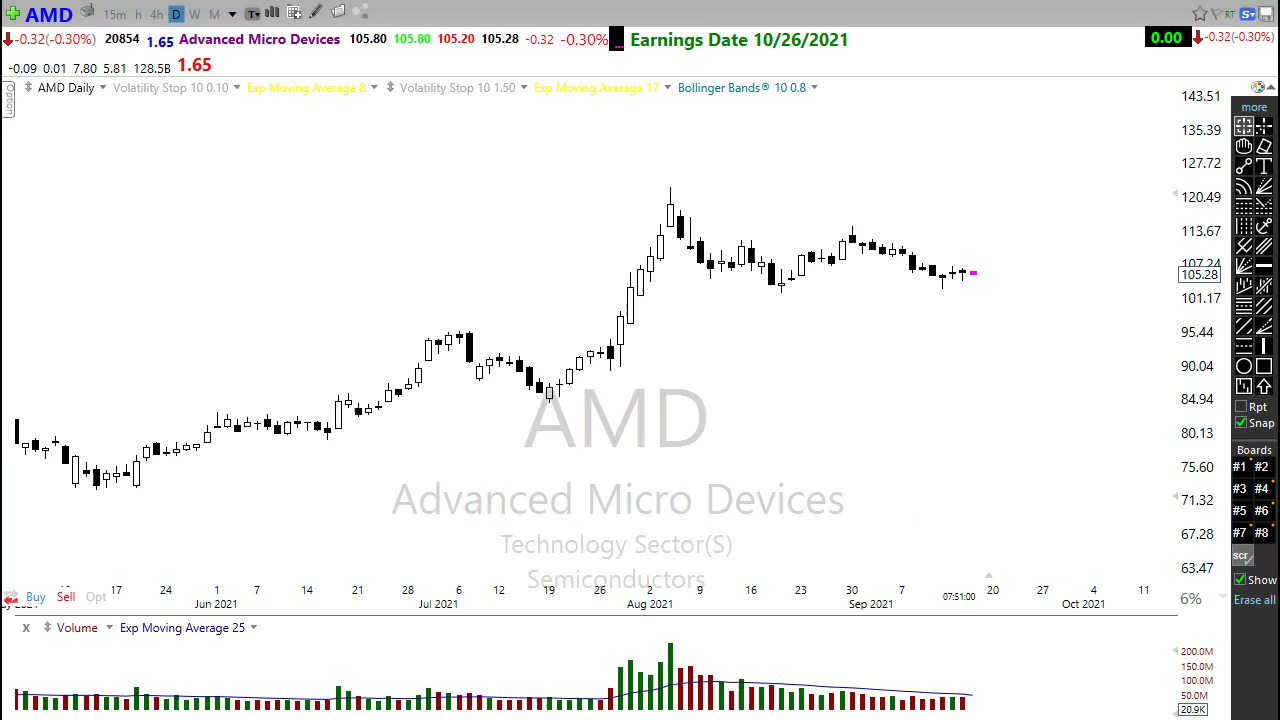 AMD 15m h 4h D W M T RT S
-0.32(-0.30%) 20854 1.65 Advanced Micro Devices 105.80 105.80 105.20 105.28 -0.32 -0.30% Earnings Date 10/26/2021 0.00 -0.32(-0.30%)
-0.09 0.01 7.80 5.81 128.5B 1.65
Option
AMD Daily Volatility Stop 10 0.10 Exp Moving Average 8 Volatility Stop 10 1.50 Exp Moving Average 17 Bollinger Bands® 10 0.8
143.51
135.39
127.72
120.49
113.67
107.24
105.28
101.17
95.44
90.04
84.94
80.13
75.60
71.32
67.28
63.47
6%
more
T
Rpt
Snap
Boards
#1 #2
#3 #4
#5 #6
#7 #8
scr
Show
Erase all
AMD
Advanced Micro Devices
Technology Sector(S)
Semiconductors
17 24 1 7 14 21 28 6 12 19 26 2 9 16 23 30 7 07:51:00 20 27 4 11
Buy Sell Opt
2021 Jun 2021 Jul 2021 Aug 2021 Sep 2021 Oct 2021
X Volume Exp Moving Average 25
200.0M
150.0M
100.0M
50.0M
20.9K